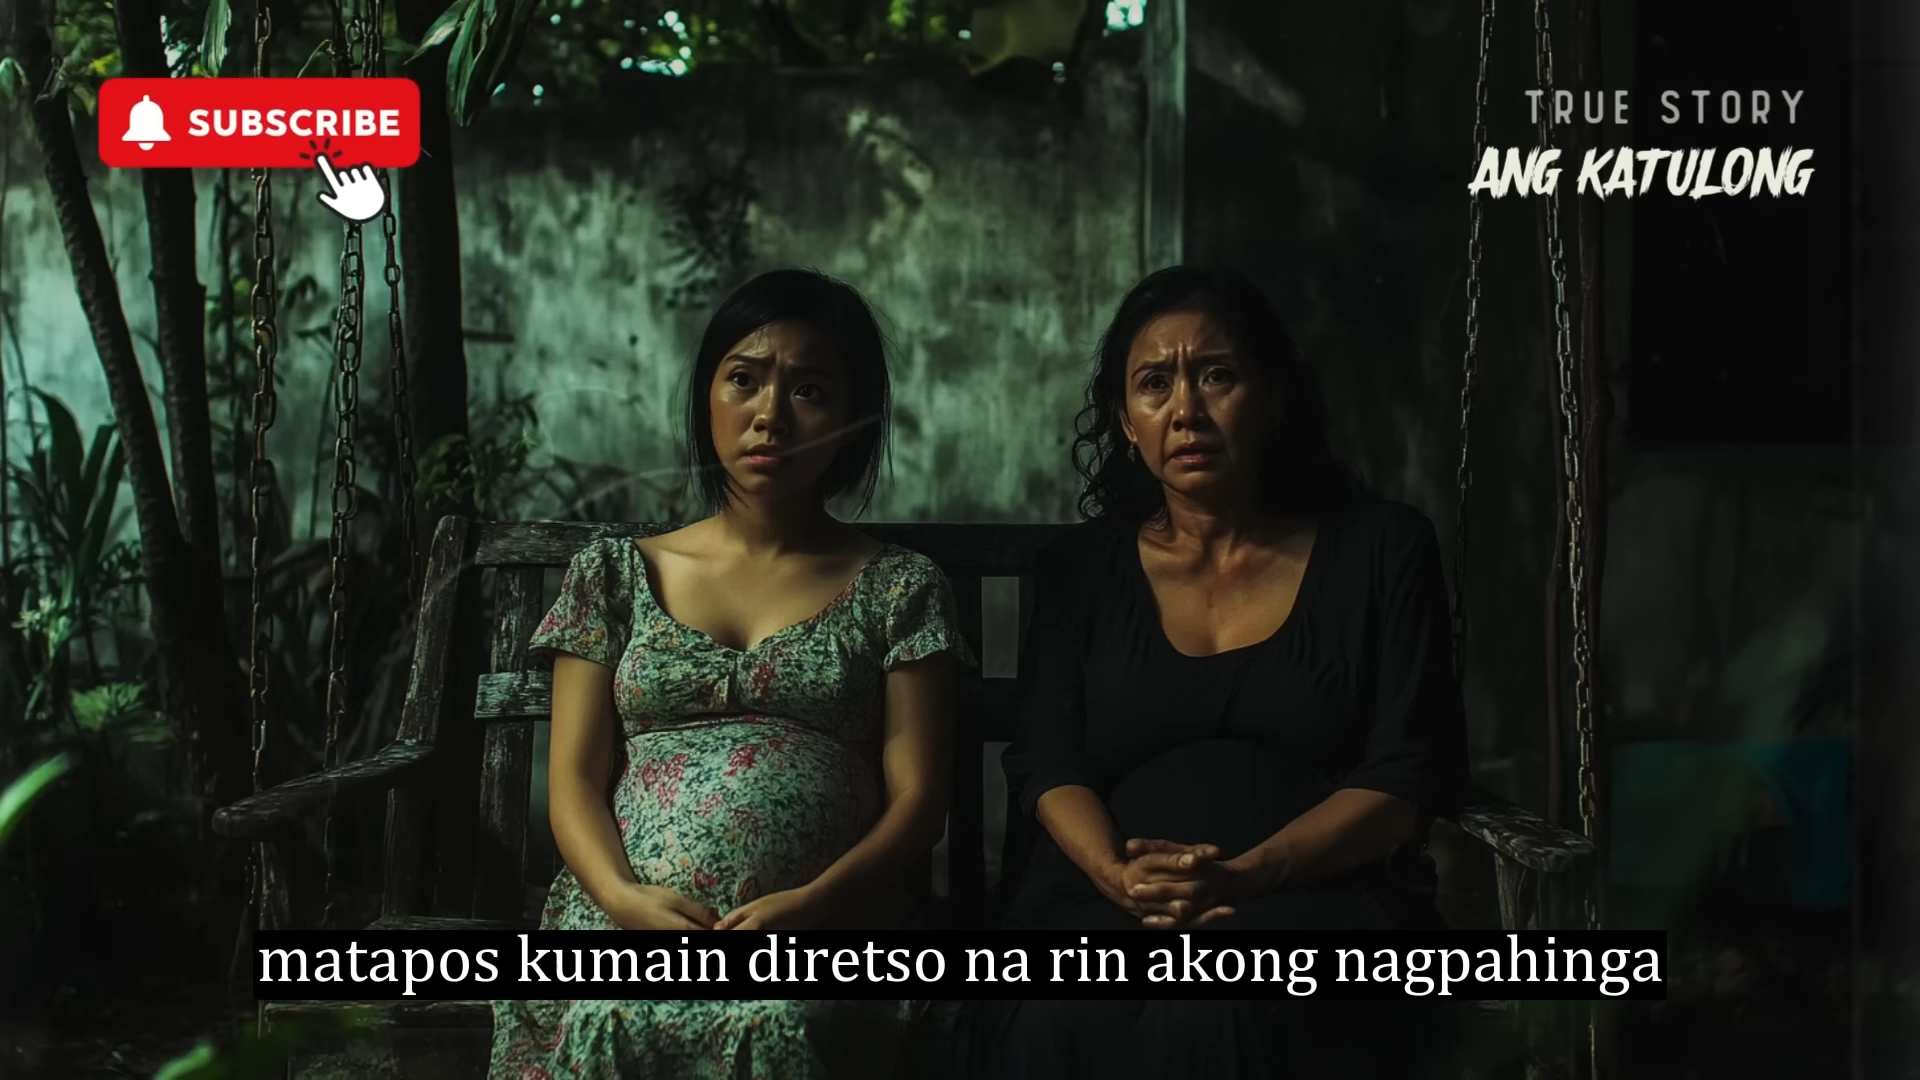 SUBSCRIBE
TRUE STORY
ANG KATULONG
matapos kumain diretso na rin akong nagpahinga